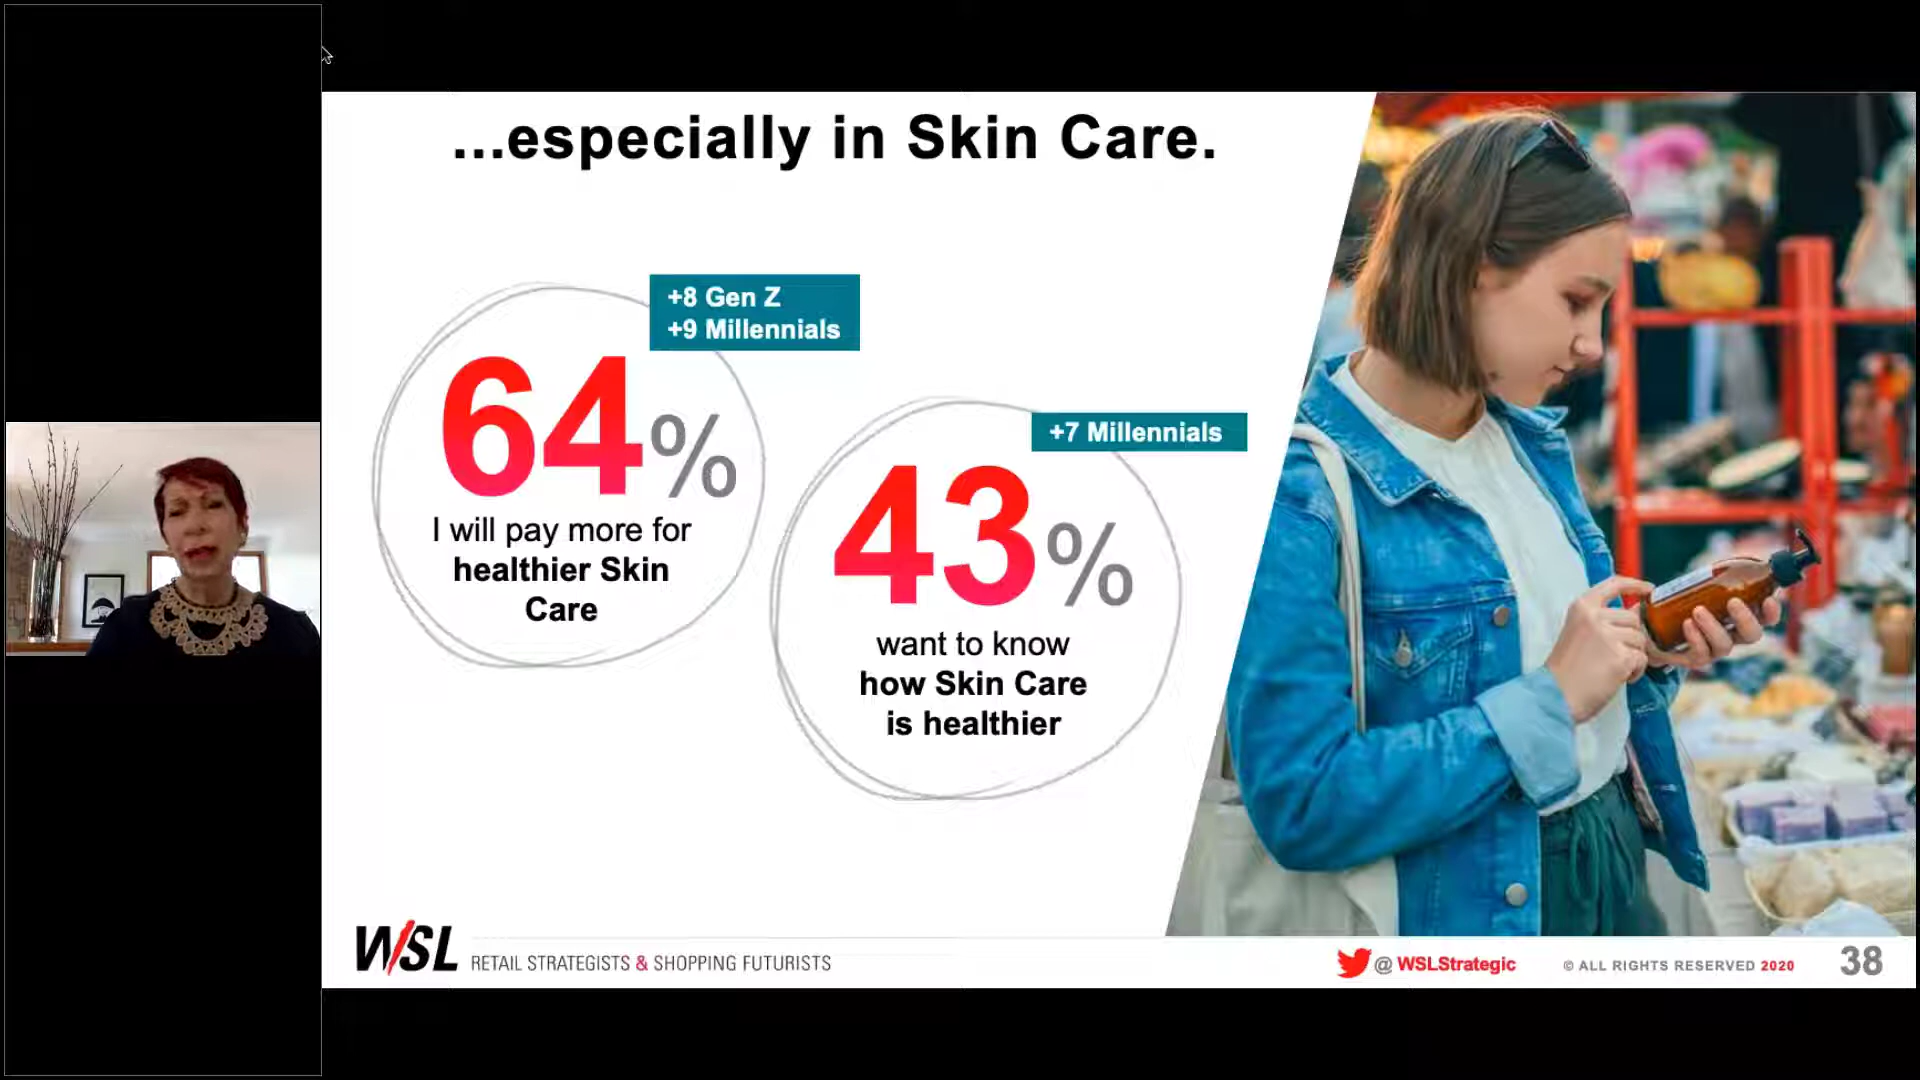 ...especially in Skin Care.
+8 Gen Z
+9 Millennials
64%
I will pay more for
healthier Skin
Care
+7 Millennials
43%
want to know
how Skin Care
is healthier
WSL RETAIL STRATEGISTS & SHOPPING FUTURISTS
@ WSLStrategic
© ALL RIGHTS RESERVED 2020
38